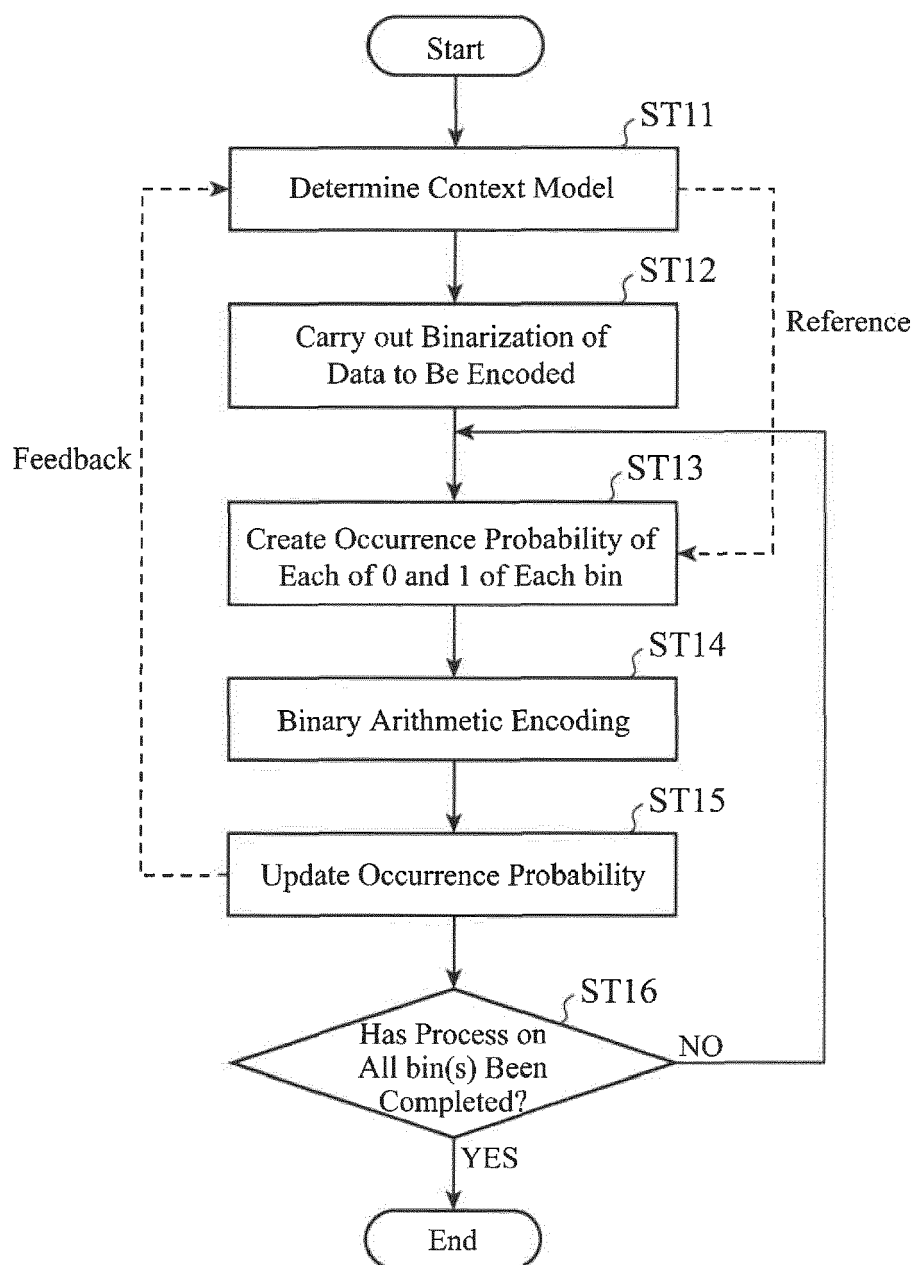 Start
ST11
Determine Context Model
ST12
Carry out Binarization of
Data to Be Encoded
Reference
Feedback
ST13
Create Occurrence Probability of
Each of 0 and 1 of Each bin
ST14
Binary Arithmetic Encoding
ST15
Update Occurrence Probability
ST16
Has Process on
All bin(s) Been
Completed?
NO
YES
End